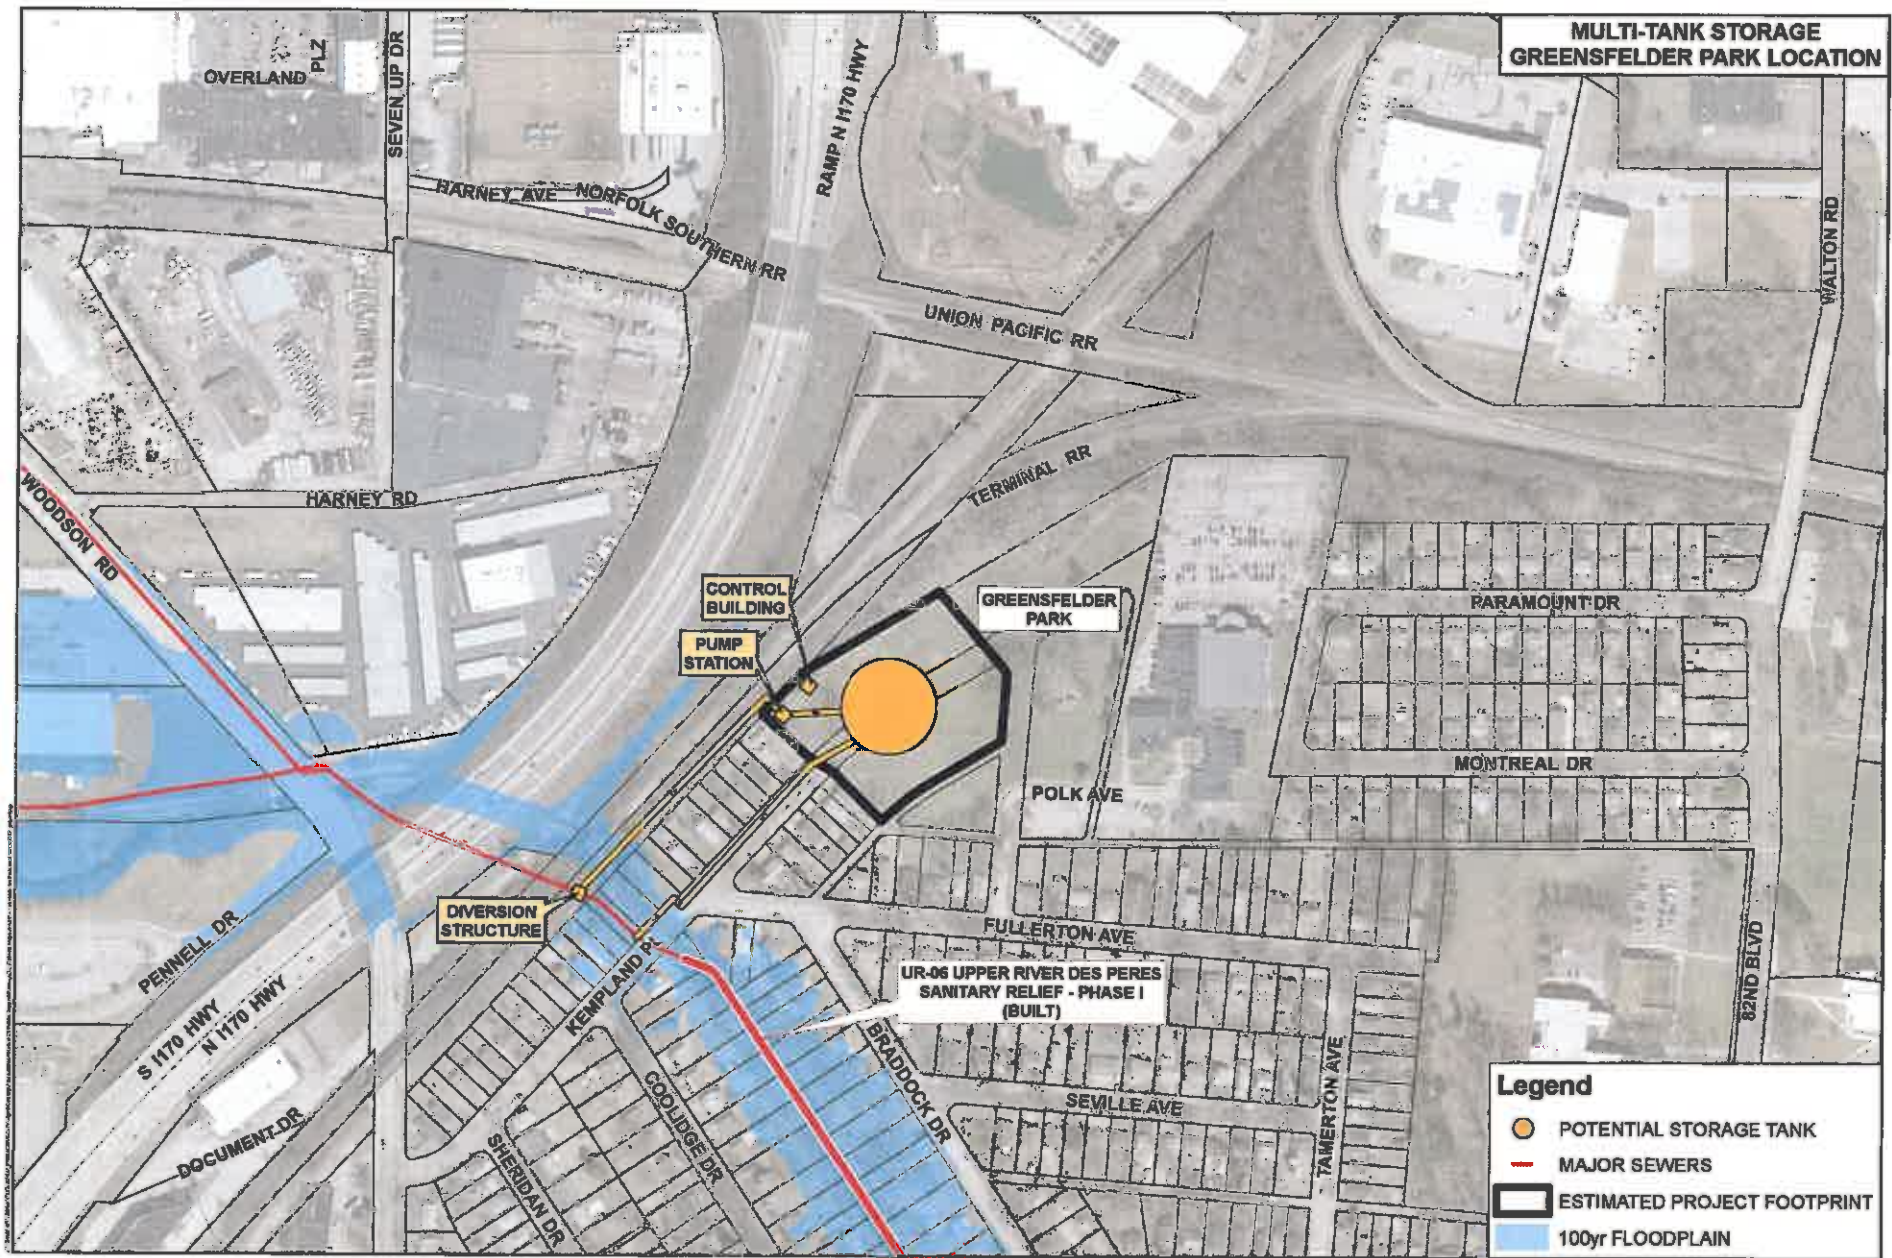 MULTI-TANK STORAGE
GREENSFELDER PARK LOCATION
OVERLAND
PLZ
SEVEN UP DR
RAMP N I170 HWY
HARNEY AVE
NORFOLK SOUTHERN RR
WALTON RD
UNION PACIFIC RR
TERMINAL RR
HARNEY RD
WOODSON RD
CONTROL
BUILDING
GREENSFELDER
PARK
PARAMOUNT DR
PUMP
STATION
MONTREAL DR
POLK AVE
DIVERSION
STRUCTURE
FULLERTON AVE
PENNELL DR
KEMPLAND PL
UR-06 UPPER RIVER DES PERES
SANITARY RELIEF - PHASE I
(BUILT)
82ND BLVD
S I170 HWY
N I170 HWY
BRADDOCK DR
COOLIDGE DR
TAMERTON AVE
SEVILLE AVE
DOCUMENT DR
SHERIDAN DR
Legend
POTENTIAL STORAGE TANK
MAJOR SEWERS
ESTIMATED PROJECT FOOTPRINT
100yr FLOODPLAIN